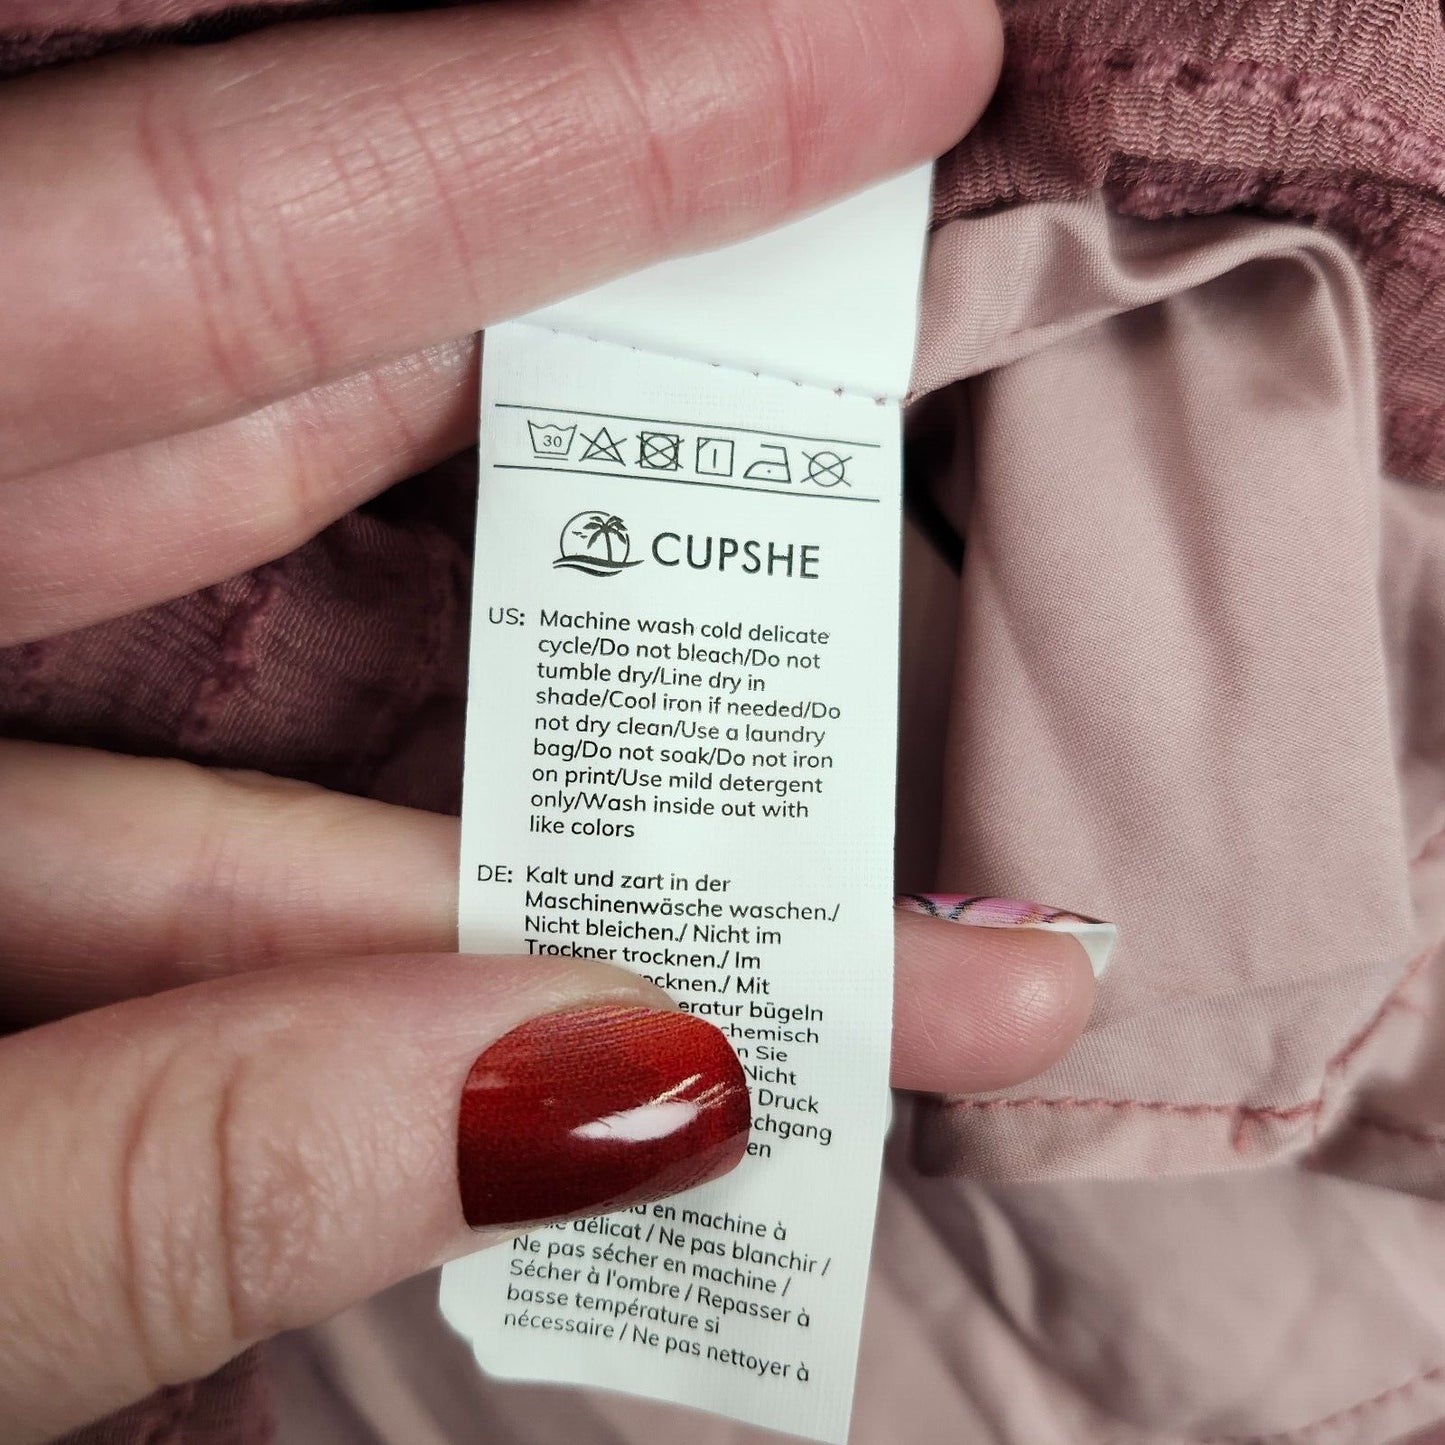 30
CUPSHE
US: Machine wash cold delicate
cycle/Do not bleach/Do not
tumble dry/Line dry in
shade/Cool iron if needed/Do
not dry clean/Use a laundry
bag/Do not soak/Do not iron
on print/Use mild detergent
only/Wash inside out with
like colors
DE: Kalt und zart in der
Maschinenwäsche waschen./
Nicht bleichen./ Nicht im
Trockner trocknen./ Im
cknen./ Mit
eratur bügeln
chemisch
Sie
Nicht
Druck
chgang
en
en machine à
délicat / Ne pas blanchir /
Ne pas sécher en machine /
Sécher à l'ombre / Repasser à
basse température si
nécessaire / Ne pas nettoyer à